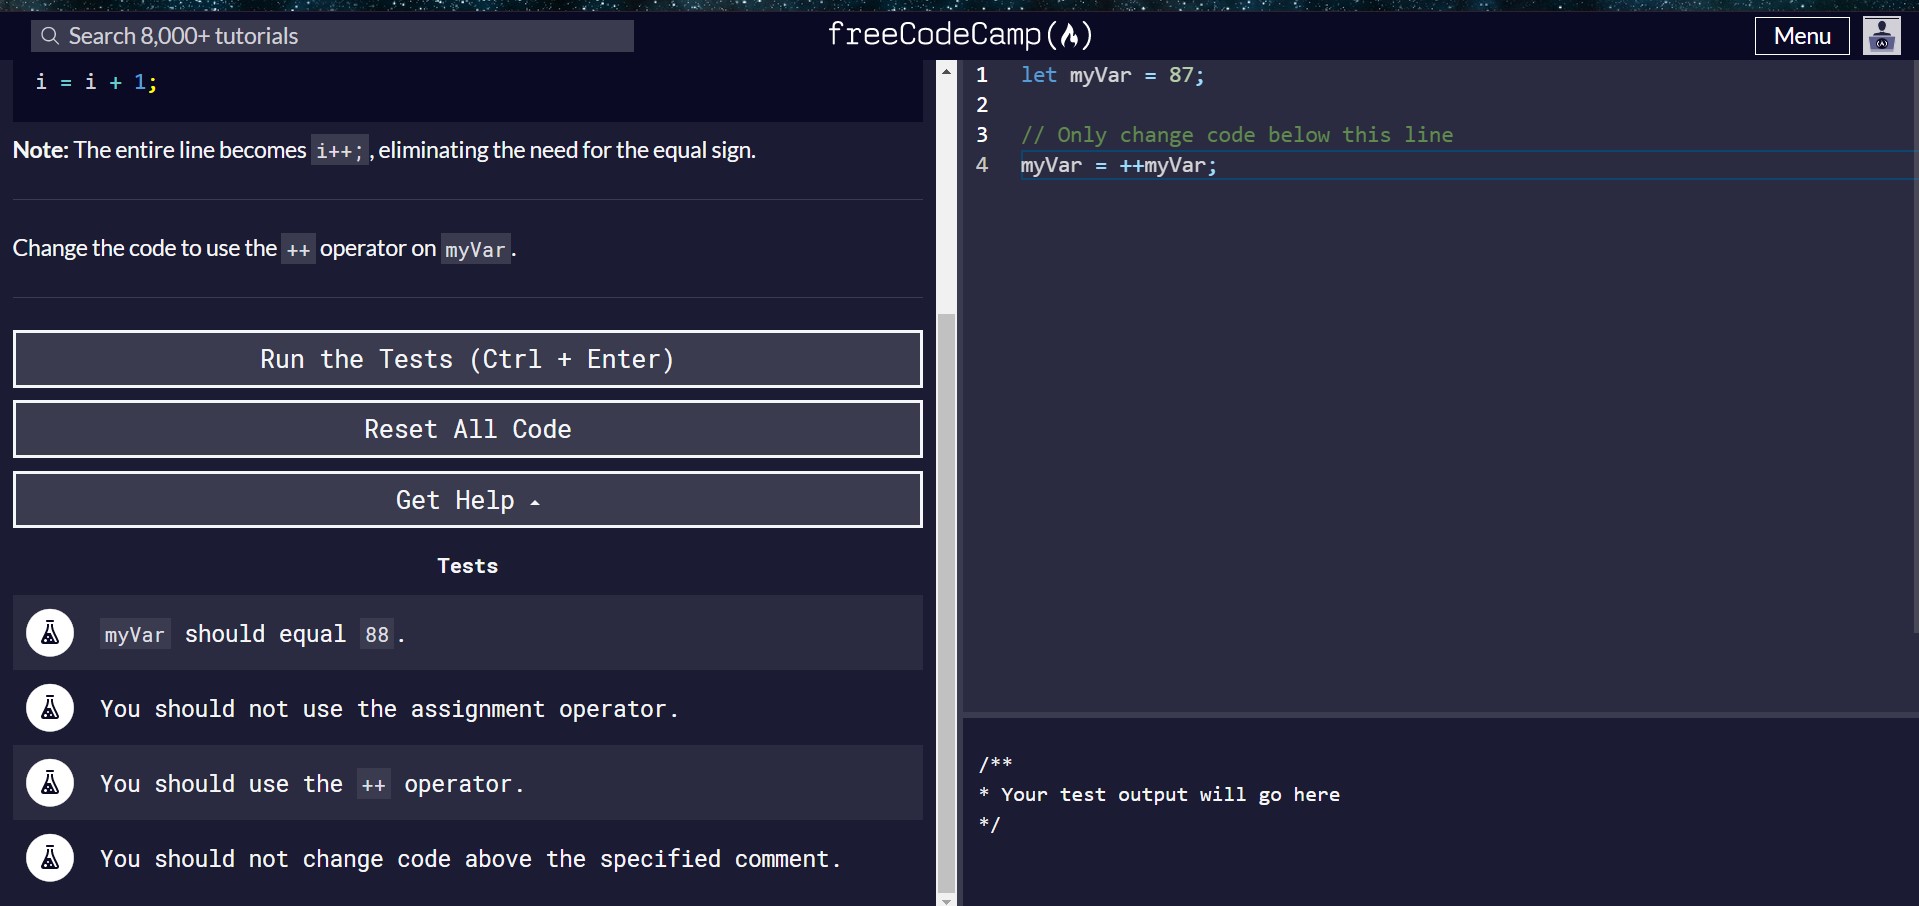 Search 8,000+ tutorials
freeCodeCamp
Menu
i = i + 1;
Note: The entire line becomes i++;, eliminating the need for the equal sign.
Change the code to use the ++ operator on myVar.
Run the Tests (Ctrl + Enter)
Reset All Code
Get Help
Tests
myVar should equal 88.
You should not use the assignment operator.
You should use the ++ operator.
You should not change code above the specified comment.
1 let myVar = 87;
2
3 // Only change code below this line
4 myVar = ++myVar;
/**
* Your test output will go here
*/